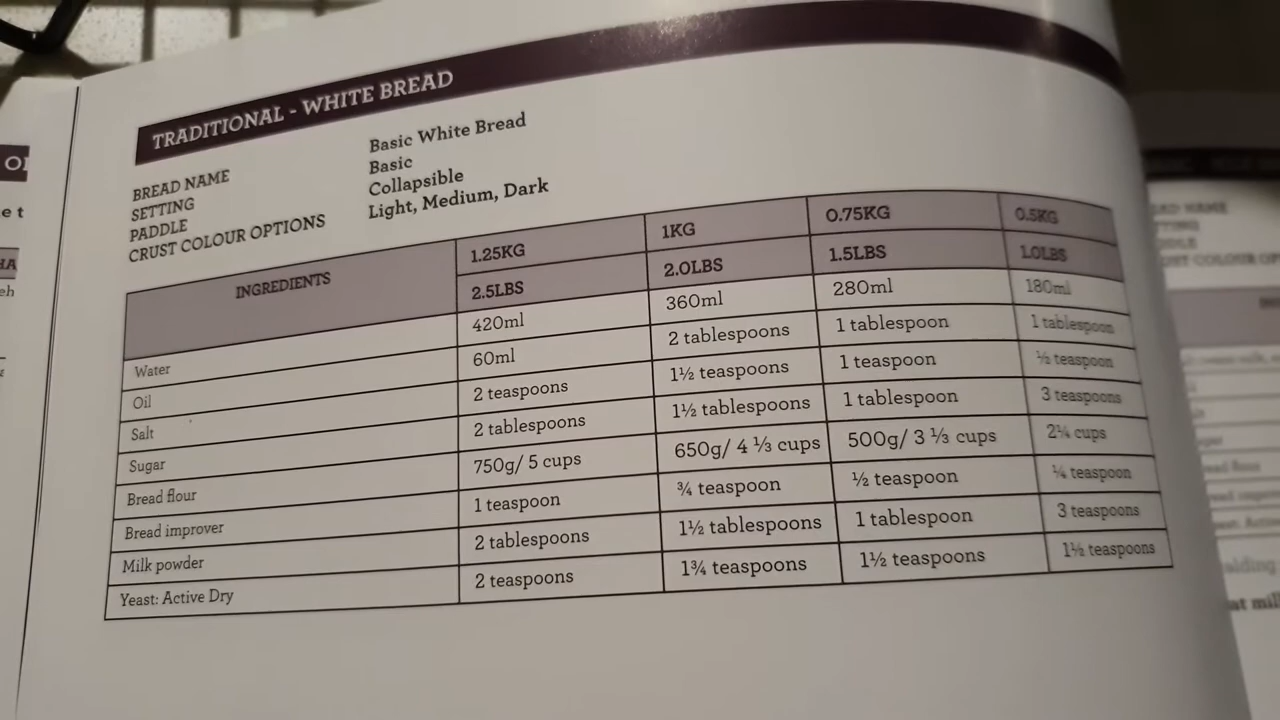 TRADITIONAL - WHITE BREAD
BREAD NAME Basic White Bread
SETTING Basic
PADDLE Collapsible
CRUST COLOUR OPTIONS Light, Medium, Dark
INGREDIENTS 1.25KG 1KG 0.75KG 0.5KG
2.5LBS 2.0LBS 1.5LBS 1.0LBS
Water 420ml 360ml 280ml 180ml
Oil 60ml 2 tablespoons 1 tablespoon 1 tablespoon
Salt 2 teaspoons 1½ teaspoons 1 teaspoon ½ teaspoon
Sugar 2 tablespoons 1½ tablespoons 1 tablespoon 3 teaspoons
Bread flour 750g/ 5 cups 650g/ 4 ⅓ cups 500g/ 3 ⅓ cups 2¼ cups
Bread improver 1 teaspoon ¾ teaspoon ½ teaspoon ¼ teaspoon
Milk powder 2 tablespoons 1½ tablespoons 1 tablespoon 3 teaspoons
Yeast: Active Dry 2 teaspoons 1¾ teaspoons 1½ teaspoons 1½ teaspoons